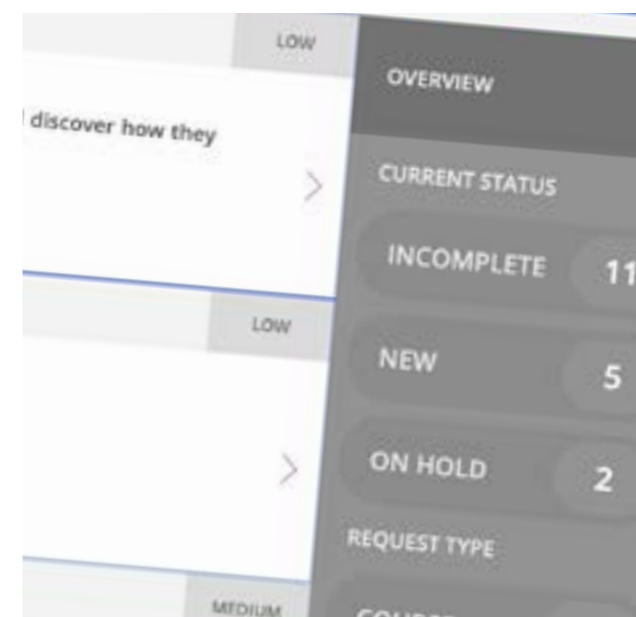 LOW
discover how they
LOW
MEDIUM
OVERVIEW
CURRENT STATUS
INCOMPLETE 11
NEW 5
ON HOLD 2
REQUEST TYPE